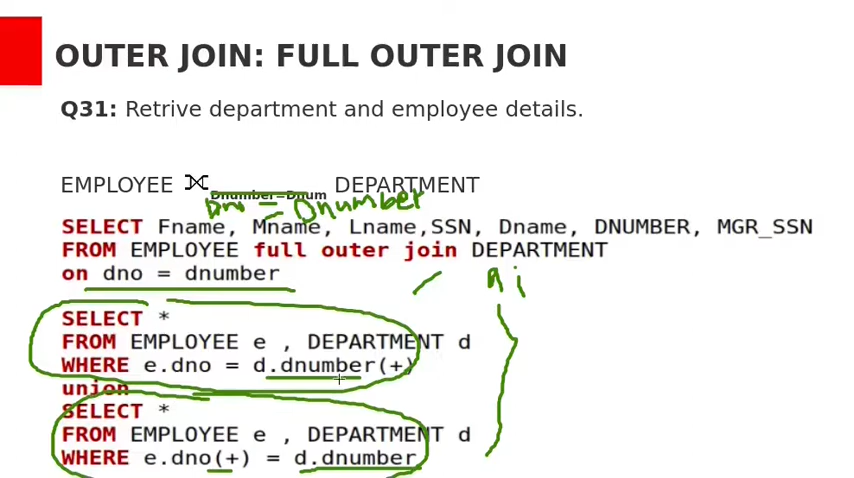 OUTER JOIN: FULL OUTER JOIN
Q31: Retrive department and employee details.
EMPLOYEE ⟗ Dnumber=Dnum DEPARTMENT
Dno = Dnumber
SELECT Fname, Mname, Lname,SSN, Dname, DNUMBER, MGR_SSN
FROM EMPLOYEE full outer join DEPARTMENT
on dno = dnumber
SELECT *
FROM EMPLOYEE e , DEPARTMENT d
WHERE e.dno = d.dnumber(+)
union
SELECT *
FROM EMPLOYEE e , DEPARTMENT d
WHERE e.dno(+) = d.dnumber